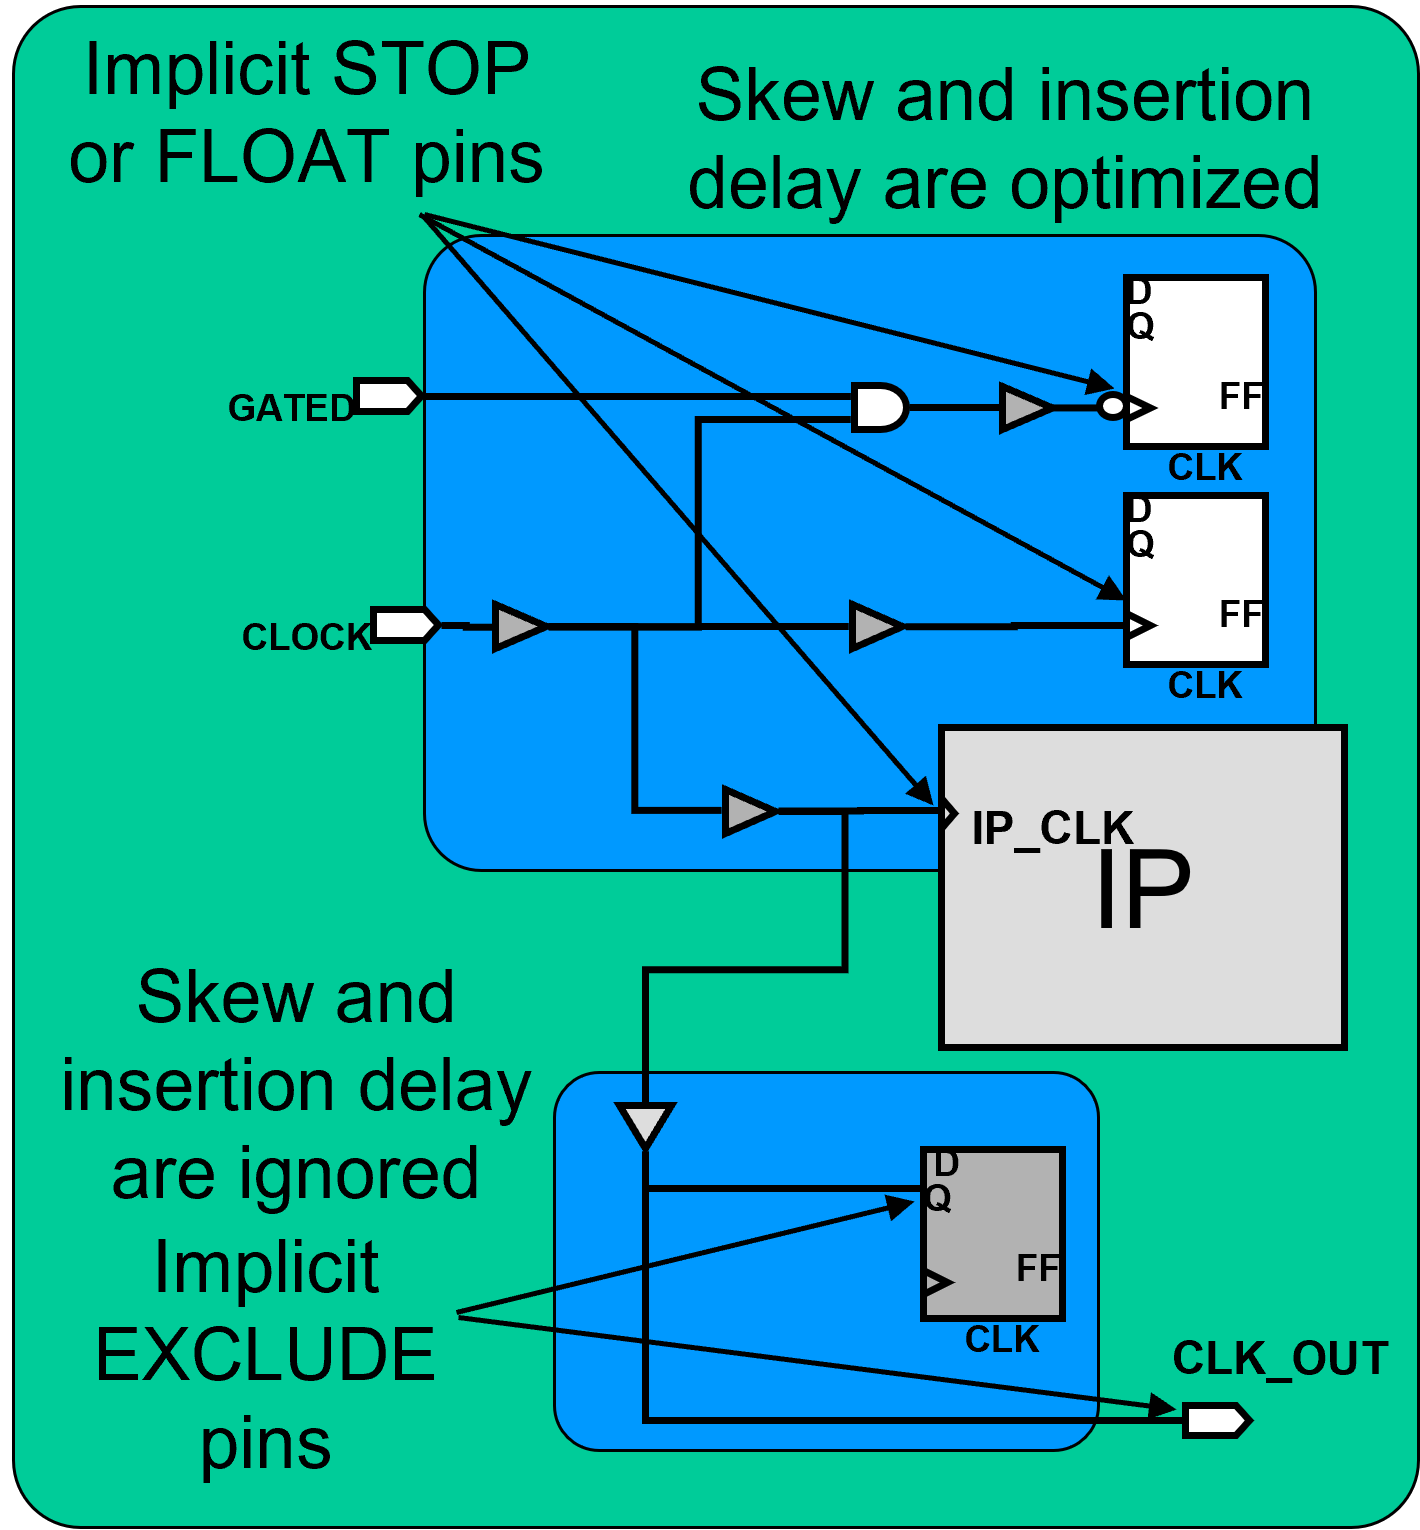 Implicit STOP
or FLOAT pins
Skew and insertion
delay are optimized
D
Q
FF
CLK
GATED
D
Q
FF
CLK
CLOCK
IP_CLK
IP
Skew and
insertion delay
are ignored
D
Q
FF
CLK
Implicit
EXCLUDE
pins
CLK_OUT